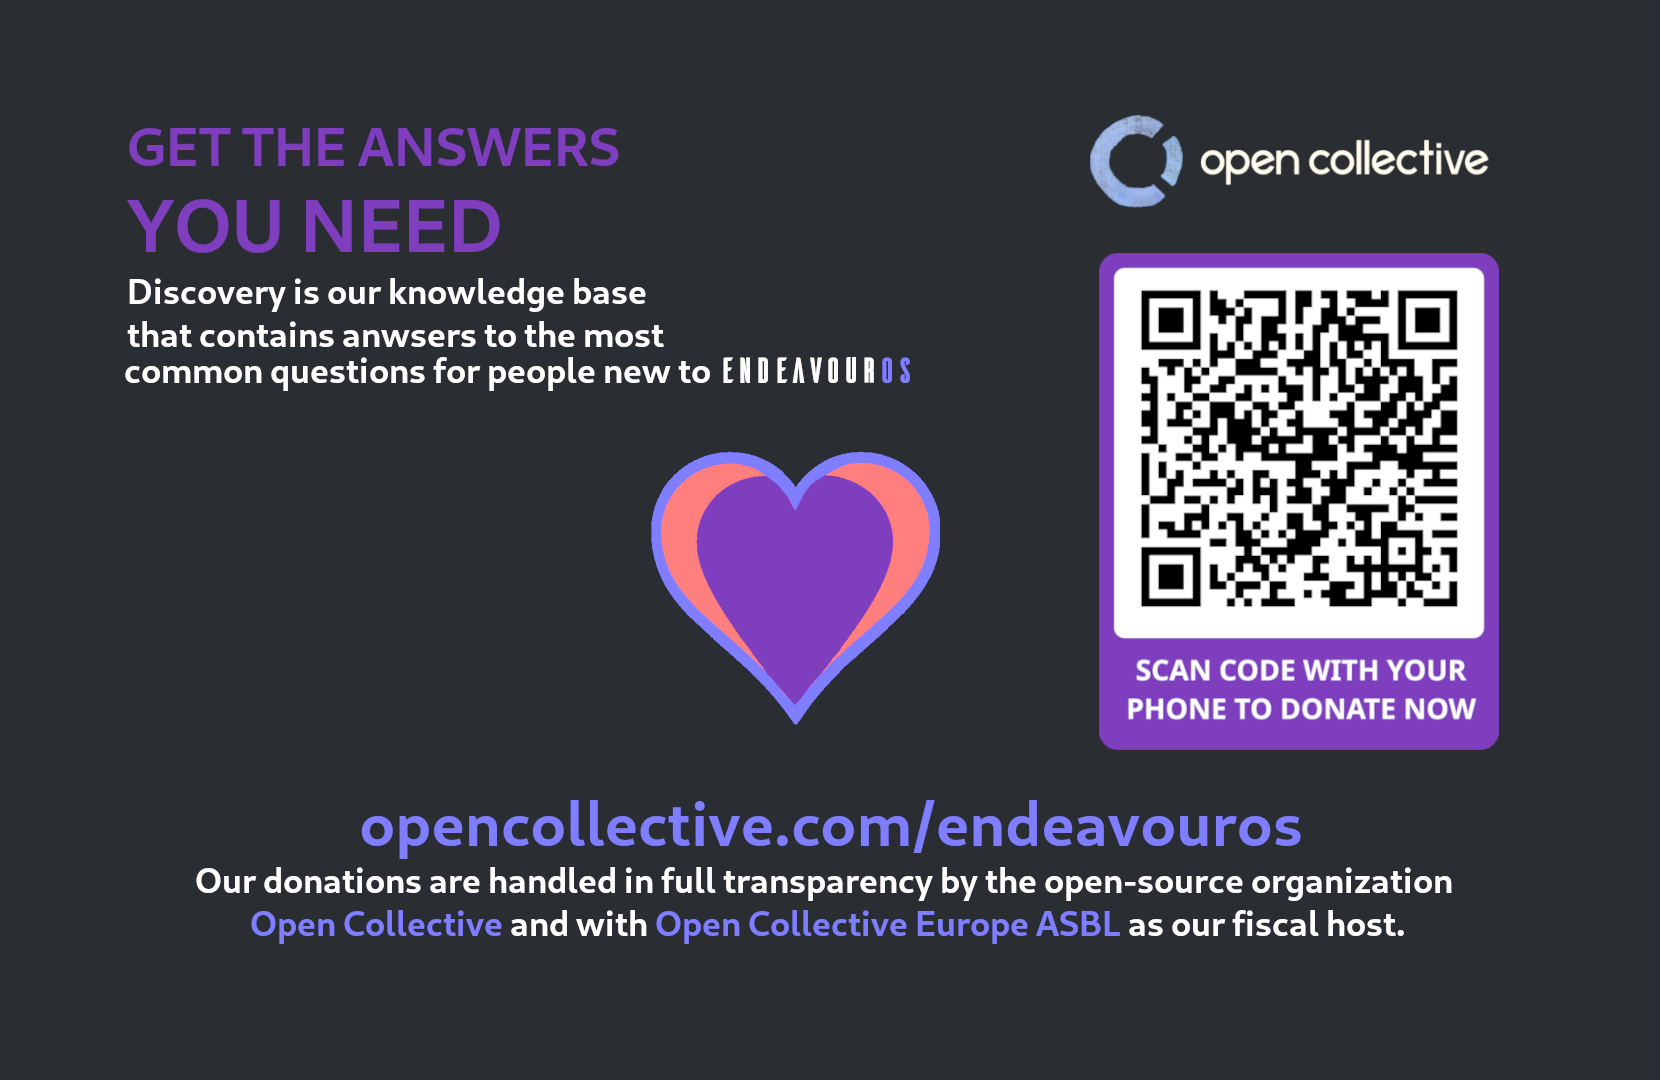 GET THE ANSWERS
YOU NEED
Discovery is our knowledge base
that contains anwsers to the most
common questions for people new to ENDEAVOUROS
open collective
SCAN CODE WITH YOUR
PHONE TO DONATE NOW
opencollective.com/endeavouros
Our donations are handled in full transparency by the open-source organization
Open Collective and with Open Collective Europe ASBL as our fiscal host.